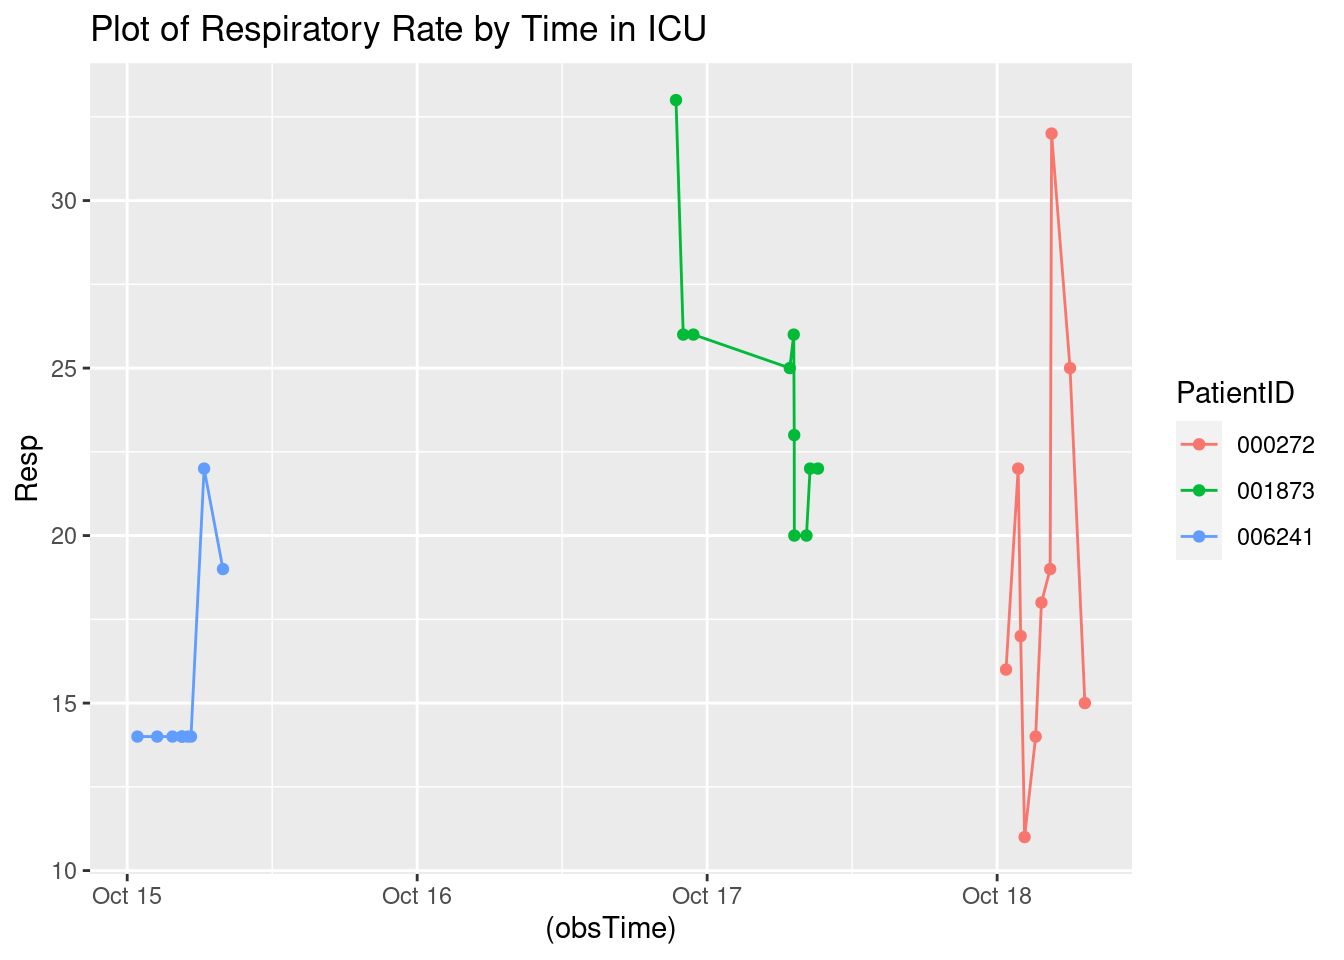 Plot of Respiratory Rate by Time in ICU
30
25
20
15
10
Resp
Oct 15
Oct 16
Oct 17
Oct 18
(obsTime)
PatientID
000272
001873
006241